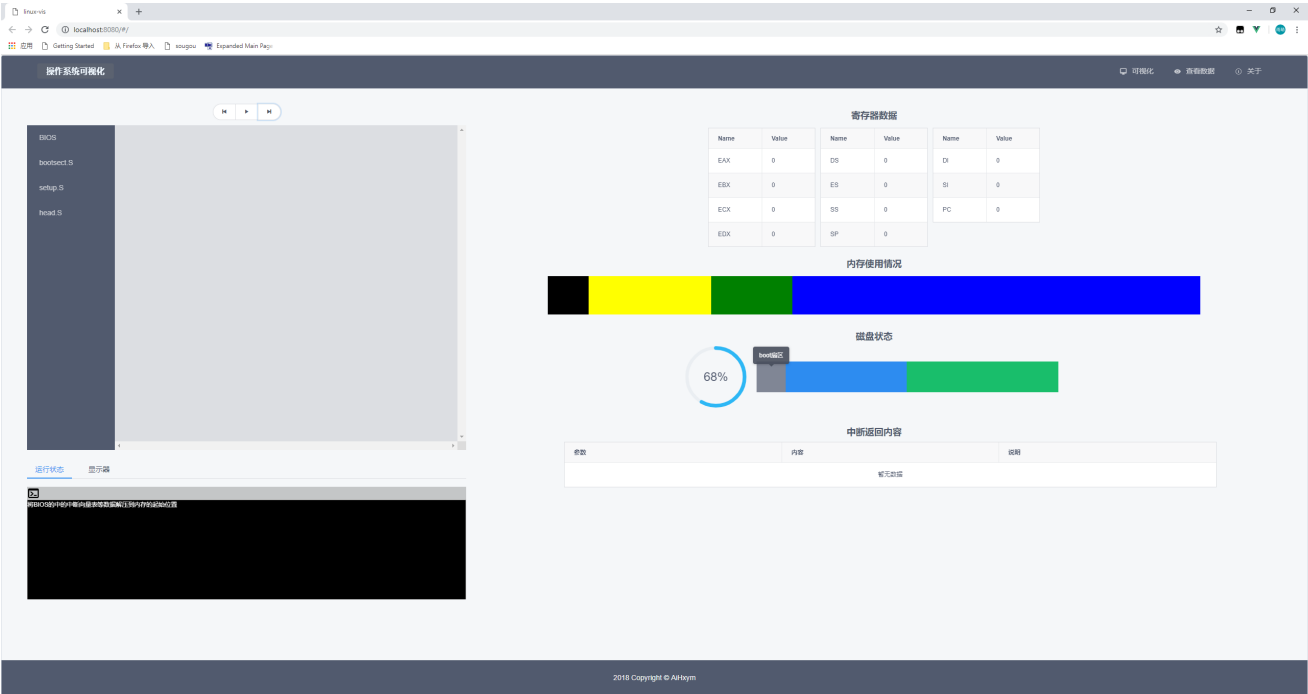 linux-vis
localhost:8080/#/
应用 Getting Started 从 Firefox 导入 sougou Expanded Main Page
操作系统可视化 可视化 查看数据 关于
BIOS
bootsect.S
setup.S
head.S
寄存器数据
Name Value Name Value Name Value
EAX 0 DS 0 DI 0
EBX 0 ES 0 SI 0
ECX 0 SS 0 PC 0
EDX 0 SP 0
内存使用情况
磁盘状态
boot扇区
68%
中断返回内容
参数 内容 说明
暂无数据
运行状态 显示器
将BIOS的中的中断向量表等数据解压到内存的起始位置
2018 Copyright © AiHxym